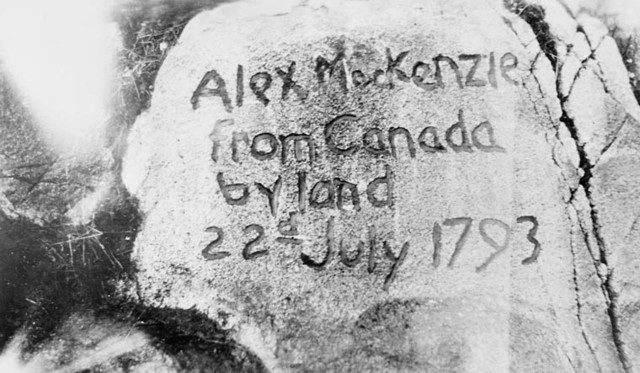 Alex MacKenzie
from Canada
by land
22d July 1793